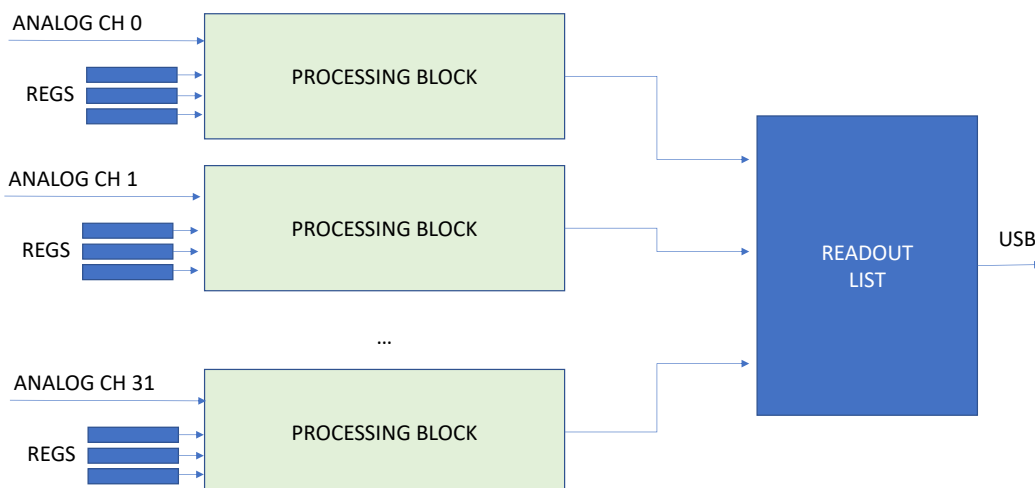 ANALOG CH 0
REGS
PROCESSING BLOCK
ANALOG CH 1
REGS
PROCESSING BLOCK
...
ANALOG CH 31
REGS
PROCESSING BLOCK
READOUT
LIST
USB